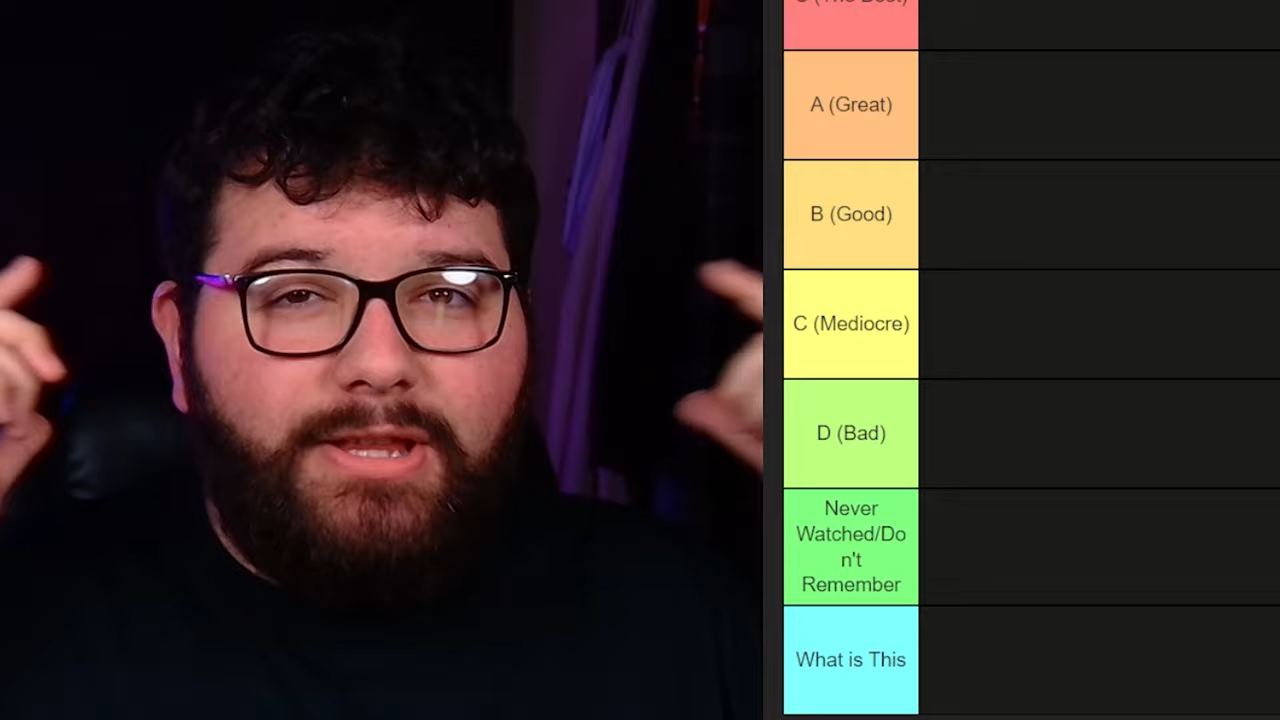 A (Great)
B (Good)
C (Mediocre)
D (Bad)
Never
Watched/Do
n't
Remember
What is This